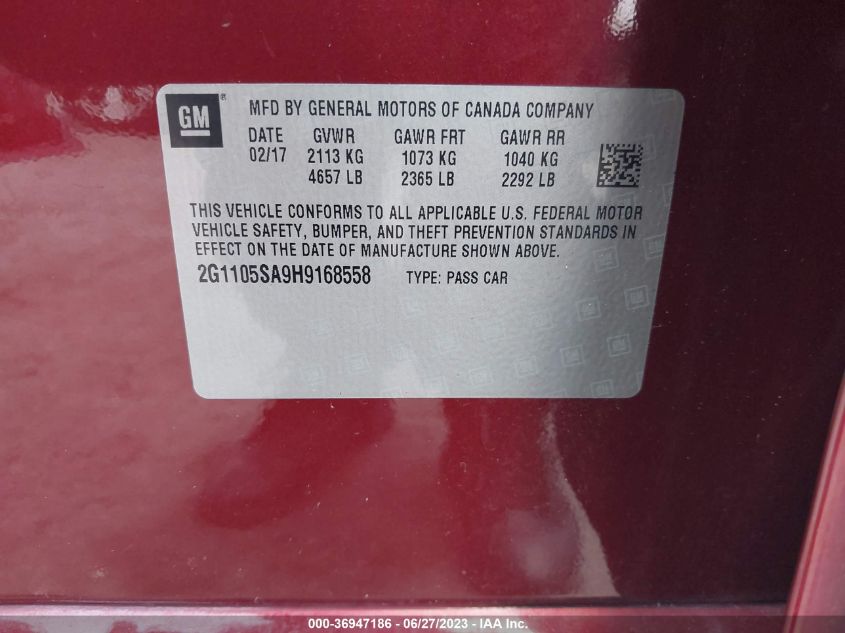 GM ®
MFD BY GENERAL MOTORS OF CANADA COMPANY
DATE GVWR GAWR FRT GAWR RR
02/17 2113 KG 1073 KG 1040 KG
4657 LB 2365 LB 2292 LB
THIS VEHICLE CONFORMS TO ALL APPLICABLE U.S. FEDERAL MOTOR
VEHICLE SAFETY, BUMPER, AND THEFT PREVENTION STANDARDS IN
EFFECT ON THE DATE OF MANUFACTURE SHOWN ABOVE.
2G1105SA9H9168558 TYPE: PASS CAR
000-36947186 - 06/27/2023 - IAA Inc.